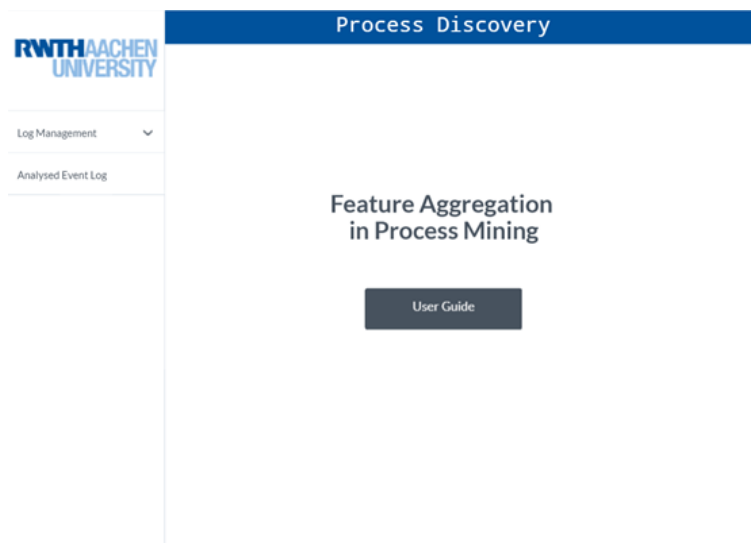 Process Discovery
RWTHAACHEN
UNIVERSITY
Log Management
Analysed Event Log
Feature Aggregation
in Process Mining
User Guide